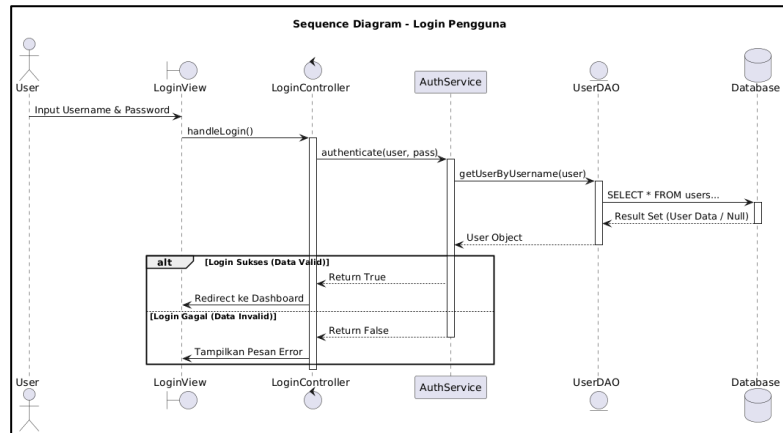 Sequence Diagram - Login Pengguna
User
LoginView
LoginController
AuthService
UserDAO
Database
Input Username & Password
handleLogin()
authenticate(user, pass)
getUserByUsername(user)
SELECT * FROM users...
Result Set (User Data / Null)
User Object
alt
[Login Sukses (Data Valid)]
Return True
Redirect ke Dashboard
[Login Gagal (Data Invalid)]
Return False
Tampilkan Pesan Error
User
LoginView
LoginController
AuthService
UserDAO
Database